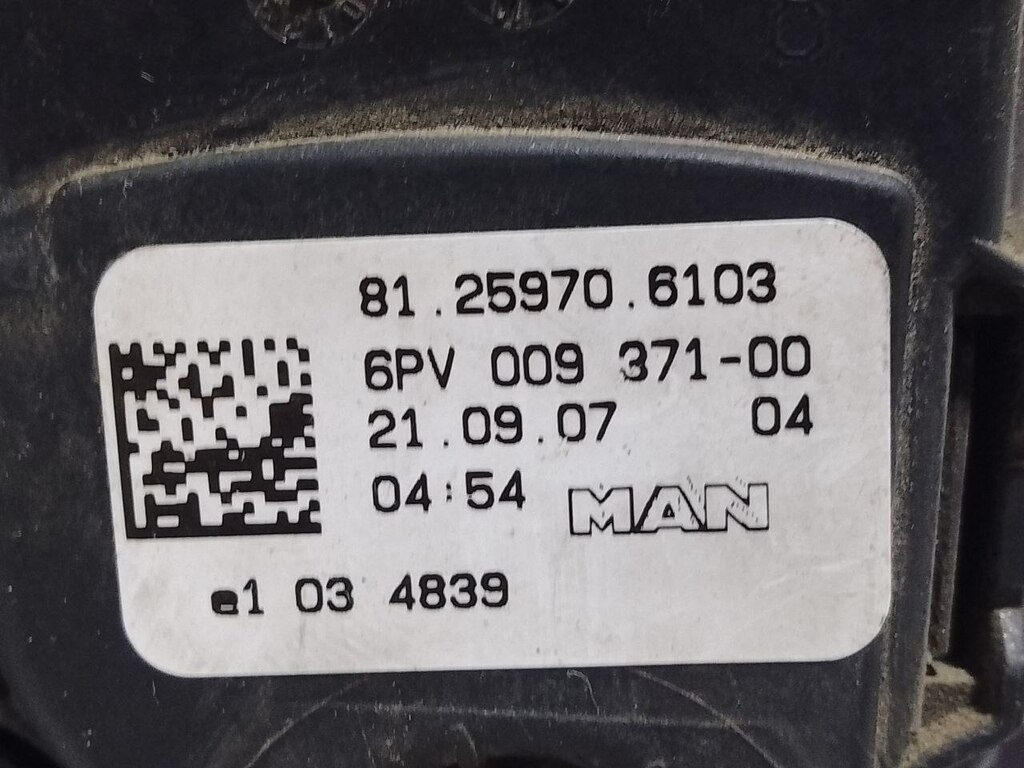 81.25970.6103
6PV 009 371-00
21.09.07 04
04:54 MAN
e1 03 4839